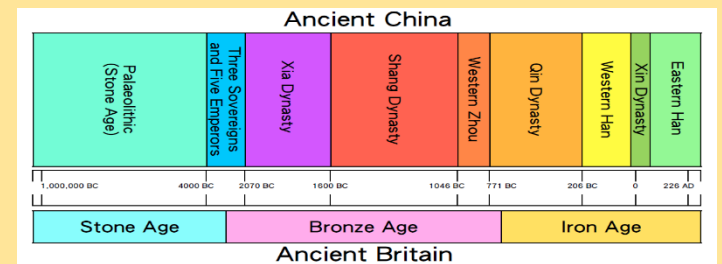 Ancient China
Palaeolithic
(Stone Age)
Three Sovereigns
and Five Emperors
Xia Dynasty
Shang Dynasty
Western Zhou
Qin Dynasty
Western Han
Xin Dynasty
Eastern Han
1,000,000 BC
4000 BC
2070 BC
1600 BC
1046 BC
771 BC
206 BC
0
226 AD
Stone Age
Bronze Age
Iron Age
Ancient Britain